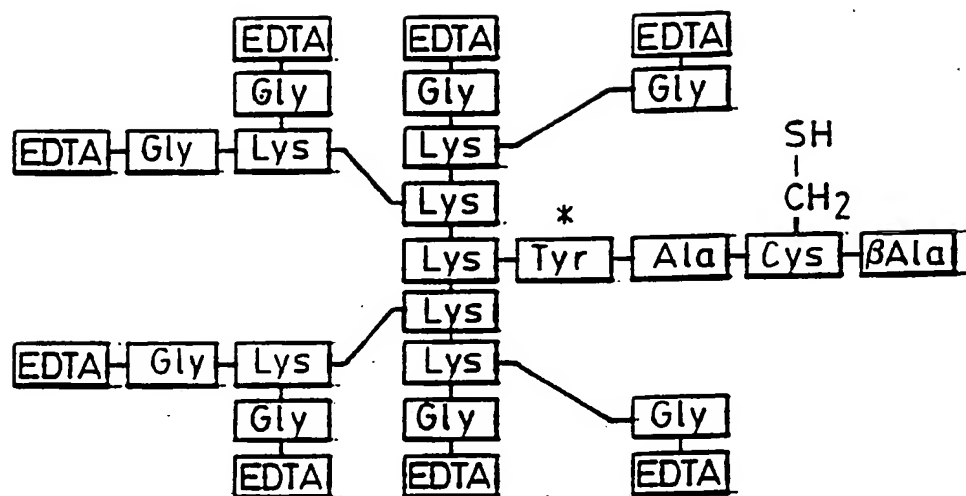 EDTA EDTA EDTA
Gly Gly Gly
EDTA Gly Lys Lys SH
Lys CH2
*
Lys Tyr Ala Cys βAla
Lys
EDTA Gly Lys Lys
Gly Gly Gly
EDTA EDTA EDTA